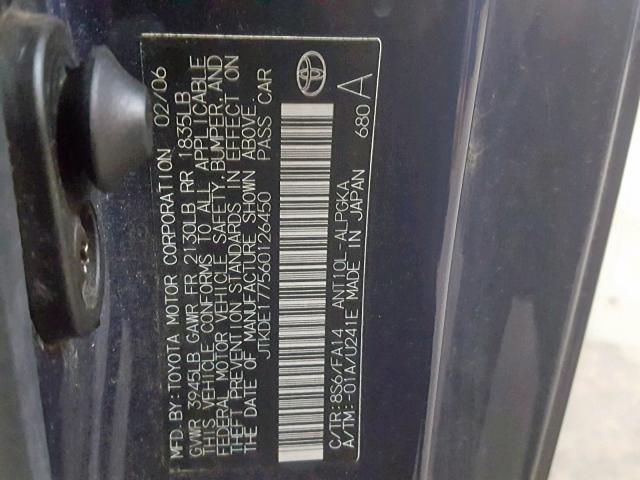 MFD.BY:TOYOTA MOTOR CORPORATION 02/06
GVWR 3945LB GAWR FR 2130LB RR 1835LB
THIS VEHICLE CONFORMS TO ALL APPLICABLE
FEDERAL MOTOR VEHICLE SAFETY,BUMPER,AND
THEFT PREVENTION STANDARDS IN EFFECT ON
THE DATE OF MANUFACTURE SHOWN ABOVE.
JTKDE177560126450 PASS CAR
C/TR:8S6/FA14 ANT10L-ALPGKA
A/TM:-01A/U241E MADE IN JAPAN
680 A